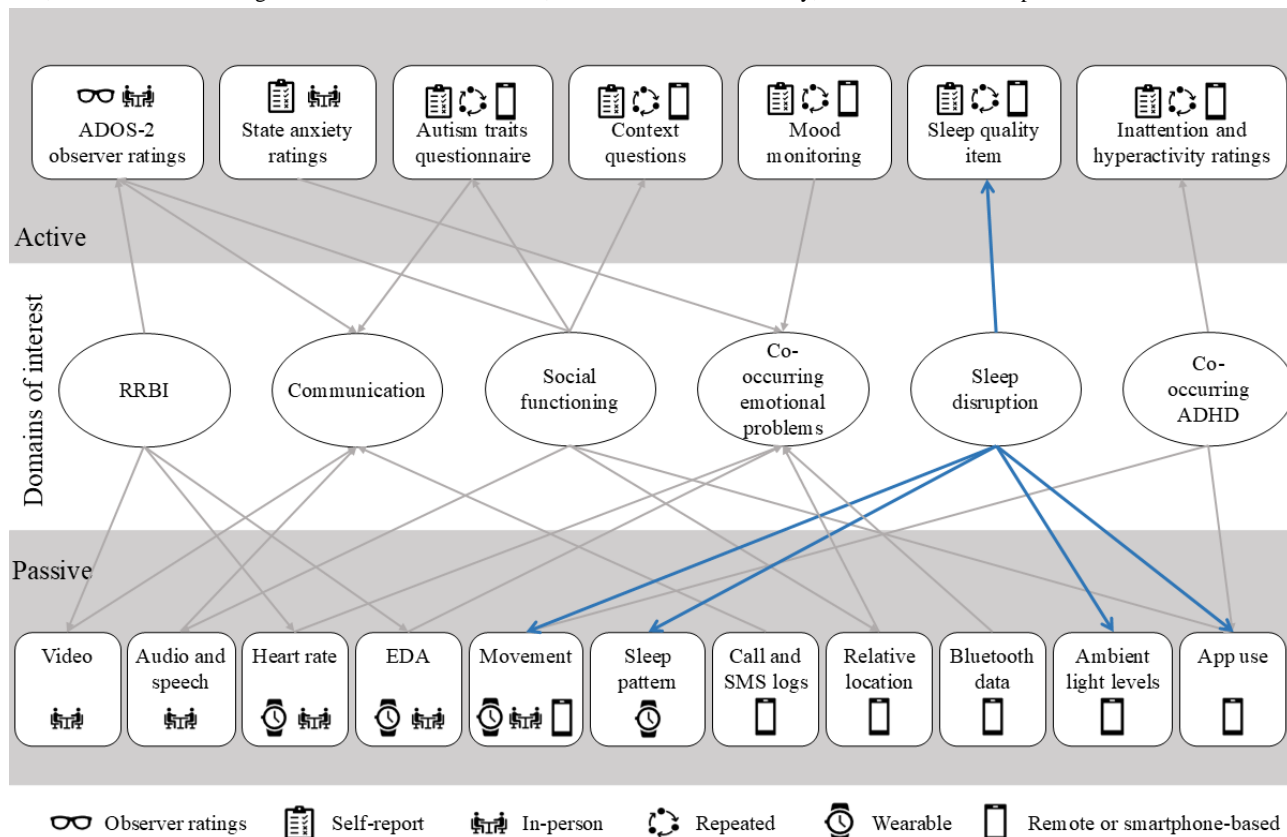 ADOS-2
observer ratings
State anxiety
ratings
Autism traits
questionnaire
Context
questions
Mood
monitoring
Sleep quality
item
Inattention and
hyperactivity ratings
Active
Domains of interest
RRBI
Communication
Social
functioning
Co-
occurring
emotional
problems
Sleep
disruption
Co-
occurring
ADHD
Passive
Video
Audio and
speech
Heart rate
EDA
Movement
Sleep
pattern
Call and
SMS logs
Relative
location
Bluetooth
data
Ambient
light levels
App use
Observer ratings
Self-report
In-person
Repeated
Wearable
Remote or smartphone-based